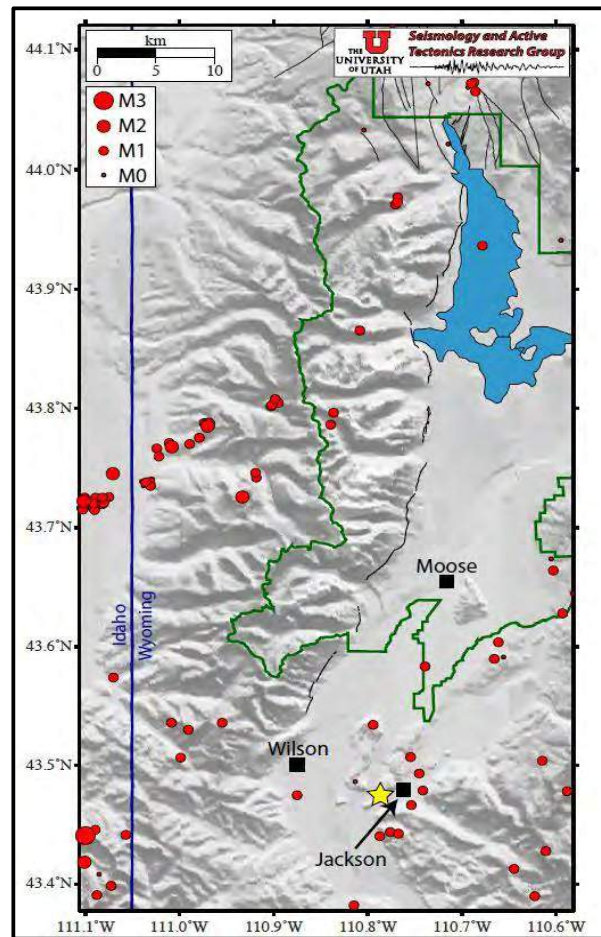 km
0 5 10
THE
UNIVERSITY
OF UTAH
Seismology and Active
Tectonics Research Group
M3
M2
M1
M0
44.1°N
44.0°N
43.9°N
43.8°N
43.7°N
43.6°N
43.5°N
43.4°N
Idaho
Wyoming
Moose
Wilson
Jackson
111.1°W 111.0°W 110.9°W 110.8°W 110.7°W 110.6°W